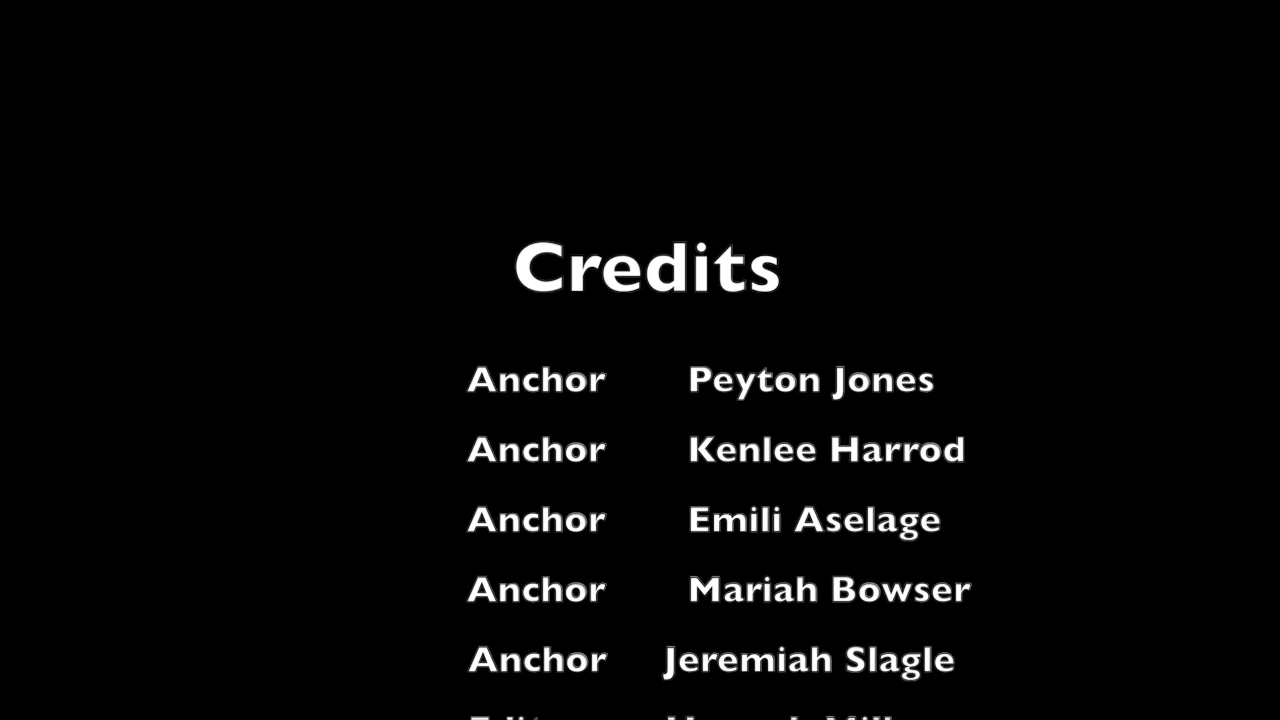 Credits
Anchor Peyton Jones
Anchor Kenlee Harrod
Anchor Emili Aselage
Anchor Mariah Bowser
Anchor Jeremiah Slagle